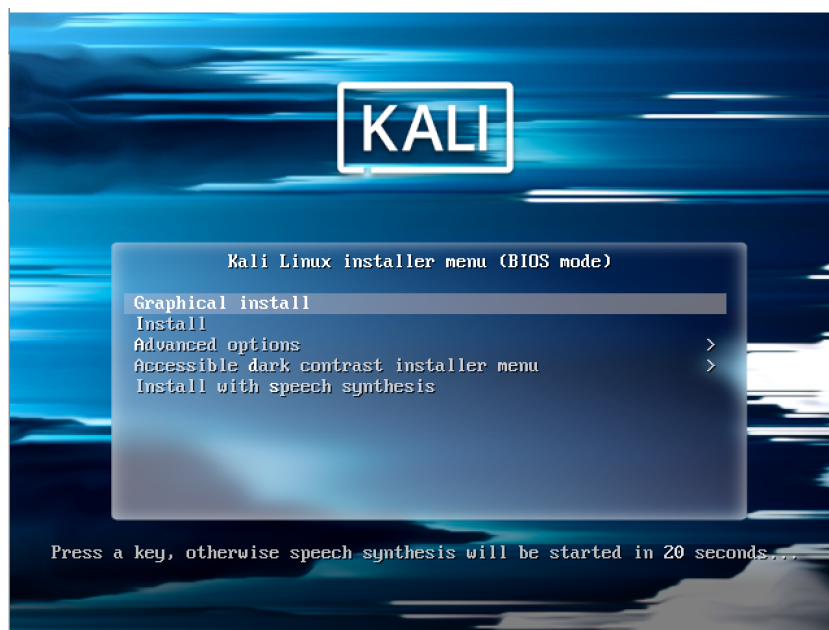 KALI
Kali Linux installer menu (BIOS mode)
Graphical install
Install
Advanced options >
Accessible dark contrast installer menu >
Install with speech synthesis
Press a key, otherwise speech synthesis will be started in 20 seconds...